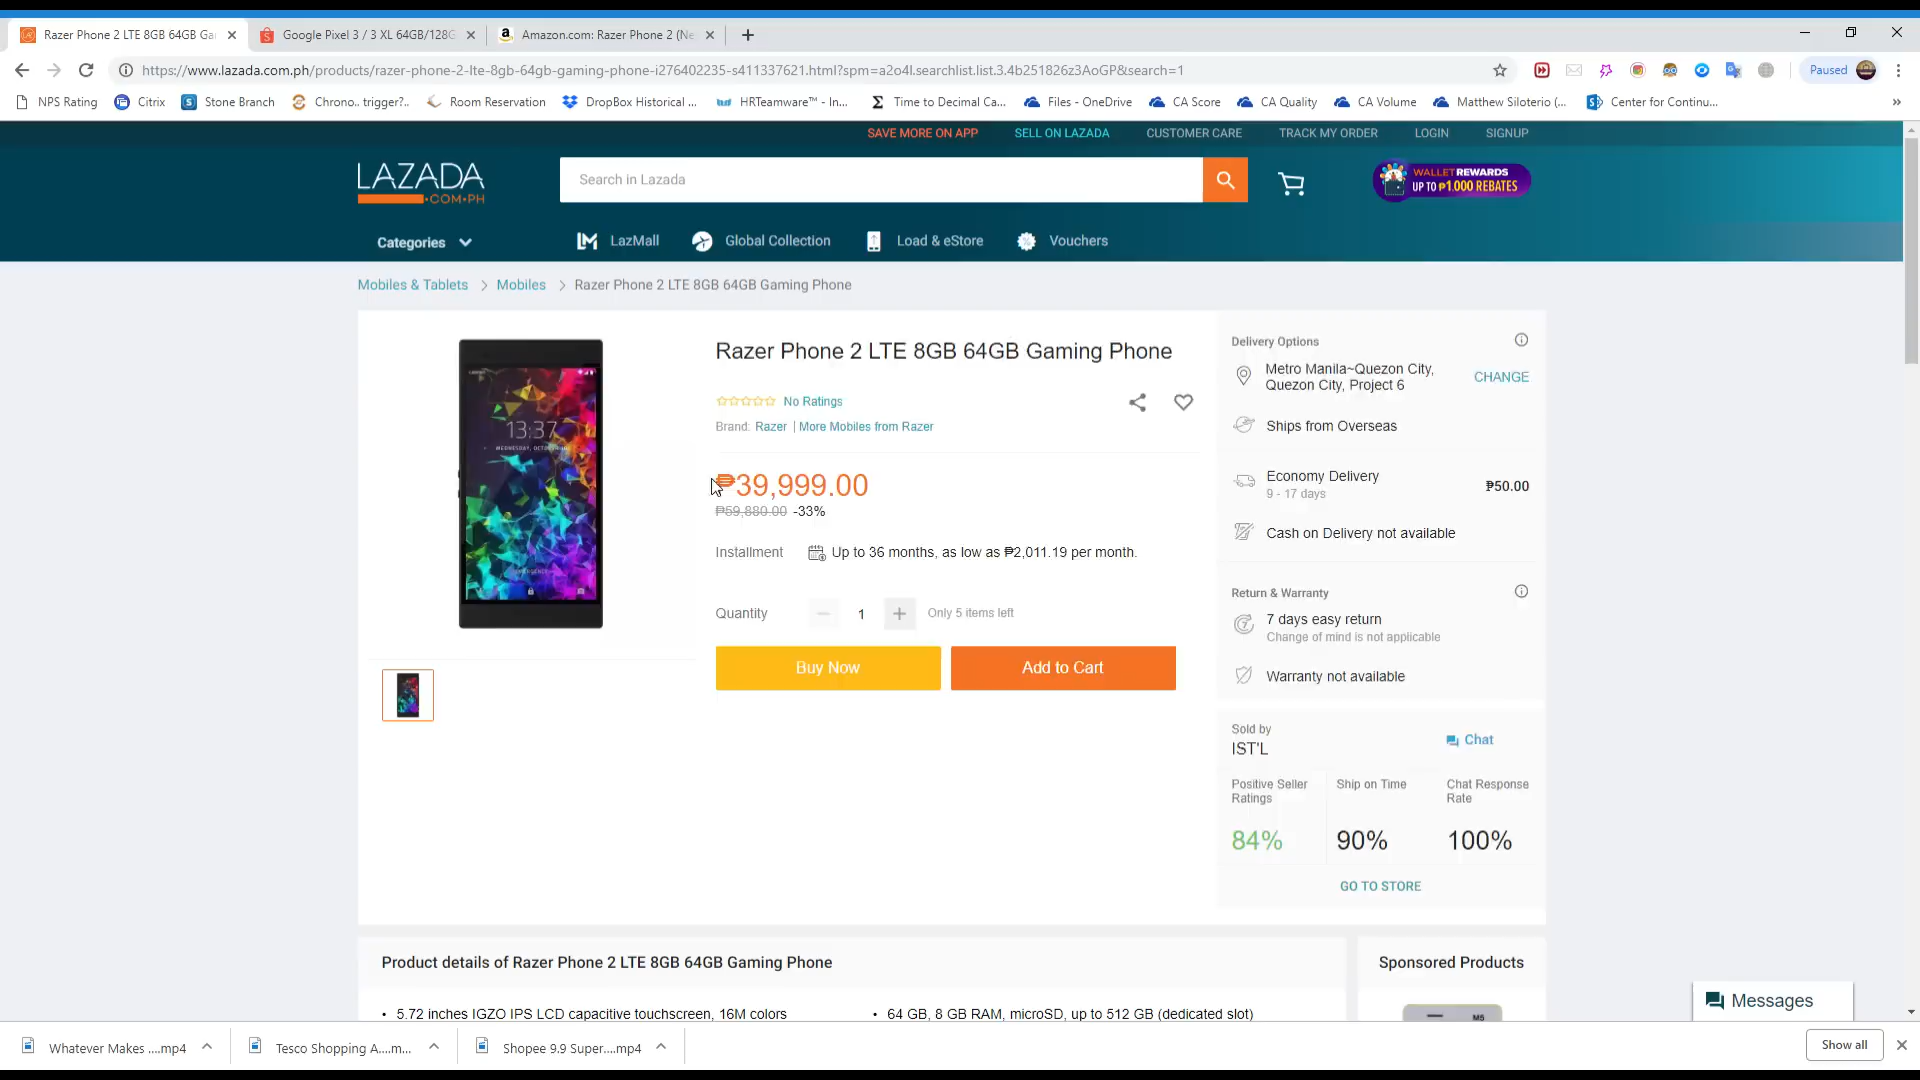 Razer Phone 2 LTE 8GB 64GB Ga
Google Pixel 3 / 3 XL 64GB/128G
Amazon.com: Razer Phone 2 (Ne
https://www.lazada.com.ph/products/razer-phone-2-lte-8gb-64gb-gaming-phone-i276402235-s411337621.html?spm=a2o4l.searchlist.list.3.4b251826z3AoGP&search=1
Paused
NPS Rating
Citrix
Stone Branch
Chrono.. trigger?..
Room Reservation
DropBox Historical ...
HRTeamware™ - In...
Time to Decimal Ca...
Files - OneDrive
CA Score
CA Quality
CA Volume
Matthew Siloterio (...
Center for Continu...
SAVE MORE ON APP
SELL ON LAZADA
CUSTOMER CARE
TRACK MY ORDER
LOGIN
SIGNUP
LAZADA
.COM.PH
Search in Lazada
WALLET REWARDS
UP TO ₱1,000 REBATES
Categories
LazMall
Global Collection
Load & eStore
Vouchers
Mobiles & Tablets
Mobiles
Razer Phone 2 LTE 8GB 64GB Gaming Phone
13:37
Razer Phone 2 LTE 8GB 64GB Gaming Phone
No Ratings
Brand: Razer | More Mobiles from Razer
₱39,999.00
₱59,880.00 -33%
Installment
Up to 36 months, as low as ₱2,011.19 per month.
Quantity
1
Only 5 items left
Buy Now
Add to Cart
Delivery Options
Metro Manila~Quezon City,
Quezon City, Project 6
CHANGE
Ships from Overseas
Economy Delivery
9 - 17 days
₱50.00
Cash on Delivery not available
Return & Warranty
7 days easy return
Change of mind is not applicable
Warranty not available
Sold by
IST'L
Chat
Positive Seller
Ratings
84%
Ship on Time
90%
Chat Response
Rate
100%
GO TO STORE
Product details of Razer Phone 2 LTE 8GB 64GB Gaming Phone
• 5.72 inches IGZO IPS LCD capacitive touchscreen, 16M colors
• 64 GB, 8 GB RAM, microSD, up to 512 GB (dedicated slot)
Sponsored Products
M5
Messages
Whatever Makes ....mp4
Tesco Shopping A....m...
Shopee 9.9 Super....mp4
Show all